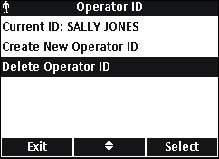 Operator ID
Current ID: SALLY JONES
Create New Operator ID
Delete Operator ID
Exit
Select